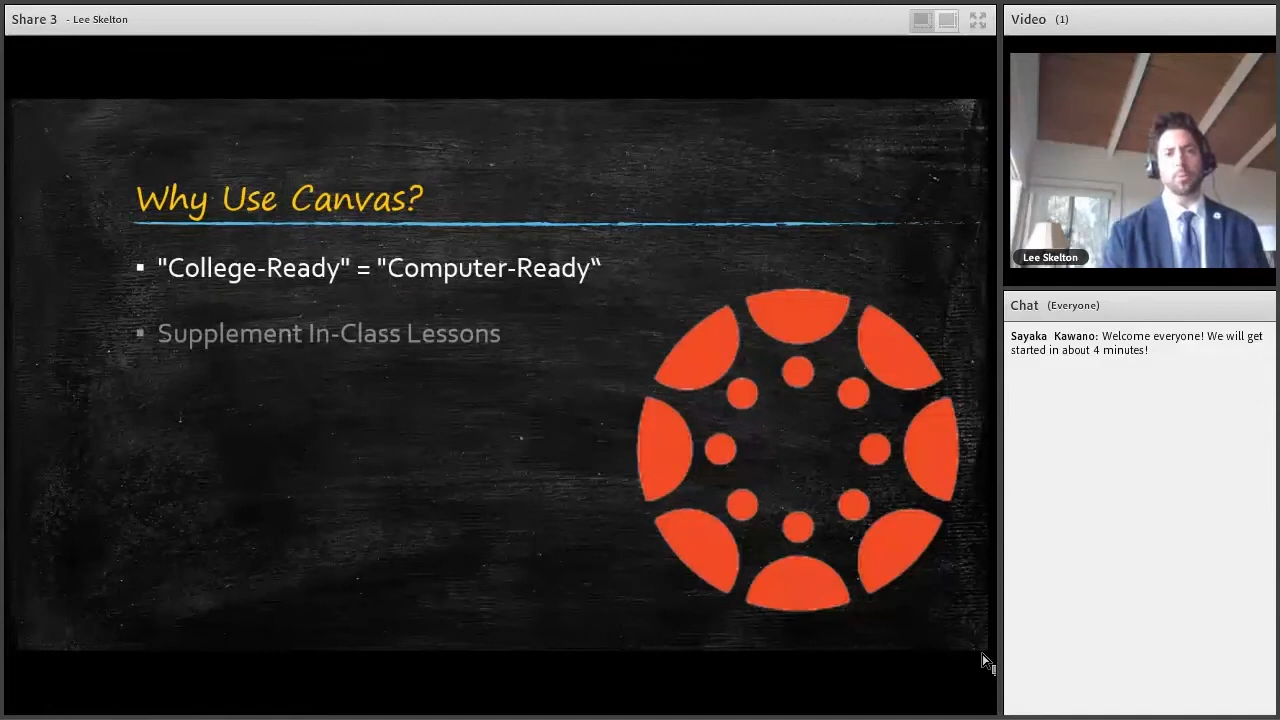 Share 3 - Lee Skelton
Why Use Canvas?
▪ "College-Ready" = "Computer-Ready“
▪ Supplement In-Class Lessons
Video (1)
Lee Skelton
Chat (Everyone)
Sayaka Kawano: Welcome everyone! We will get
started in about 4 minutes!